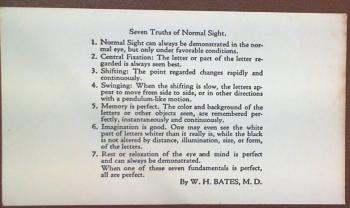 Seven Truths of Normal Sight.
1. Normal Sight can always be demonstrated in the nor-
mal eye, but only under favorable conditions.
2. Central Fixation: The letter or part of the letter re-
garded is always seen best.
3. Shifting: The point regarded changes rapidly and
continuously.
4. Swinging: When the shifting is slow, the letters ap-
pear to move from side to side, or in other directions
with a pendulum-like motion.
5. Memory is perfect. The color and background of the
letters or other objects seen, are remembered per-
fectly, instantaneously and continuously.
6. Imagination is good. One may even see the white
part of letters whiter than it really is, while the black
is not altered by distance, illumination, size, or form,
of the letters.
7. Rest or relaxation of the eye and mind is perfect
and can always be demonstrated.
When one of these seven fundamentals is perfect,
all are perfect.
By W. H. BATES, M. D.